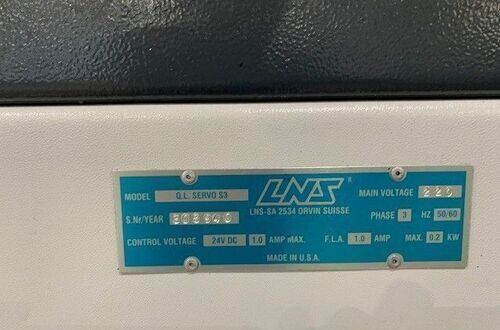 MODEL Q.L. SERVO S3 LNS ® MAIN VOLTAGE 220
LNS-SA 2534 ORVIN SUISSE
S.Nr/YEAR PHASE 3 HZ 50/60
CONTROL VOLTAGE 24V DC 1.0 AMP MAX. F.L.A. 1.0 AMP MAX. 0.2 KW
MADE IN U.S.A.